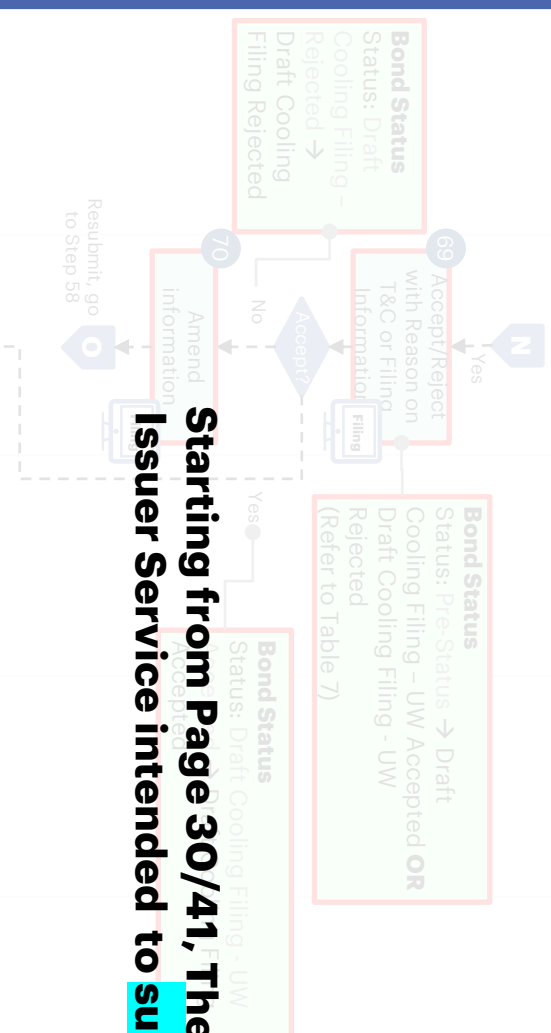 N
Yes
69
Accept/Reject
with Reason on
T&C or Filing
Information
Filing
Bond Status
Status: Draft
Cooling Filing –
Rejected →
Draft Cooling
Filing Rejected
Bond Status
Status: Pre-Status → Draft
Cooling Filing – UW Accepted OR
Draft Cooling Filing - UW
Rejected
(Refer to Table 7)
Accept?
No
Yes
70
Amend
information
Bond Status
Status: Draft Cooling Filing - UW
Accepted
O
Resubmit, go
to Step 58
Starting from Page 30/41, The
Issuer Service intended to su